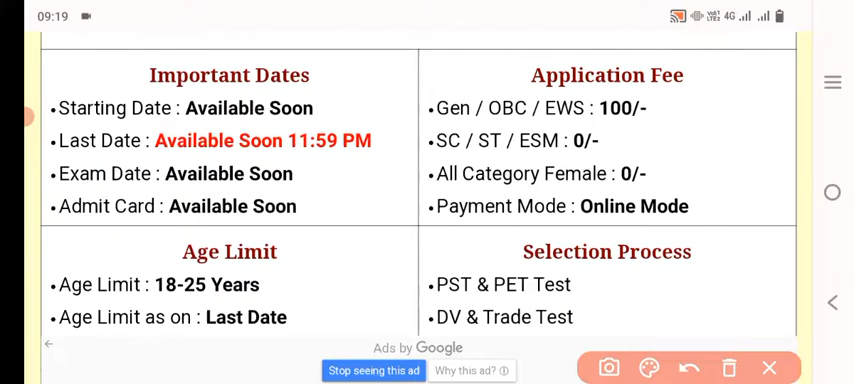 09:19
VoLTE LTE2 4G
Important Dates
• Starting Date : Available Soon
• Last Date : Available Soon 11:59 PM
• Exam Date : Available Soon
• Admit Card : Available Soon
Application Fee
• Gen / OBC / EWS : 100/-
• SC / ST / ESM : 0/-
• All Category Female : 0/-
• Payment Mode : Online Mode
Age Limit
• Age Limit : 18-25 Years
• Age Limit as on : Last Date
Selection Process
• PST & PET Test
• DV & Trade Test
Ads by Google
Stop seeing this ad
Why this ad?